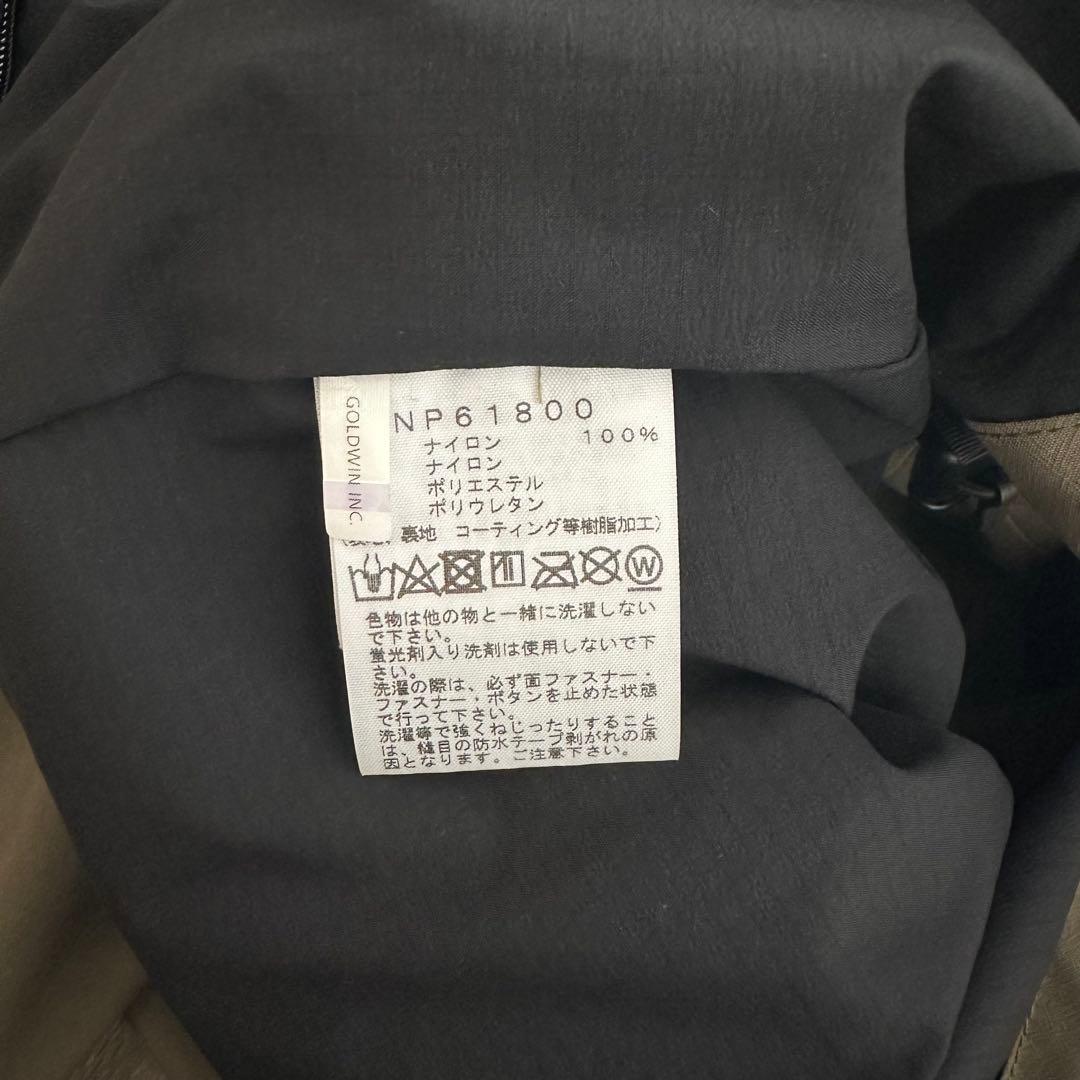 GOLDWIN INC.
NP61800
ナイロン 100%
ナイロン
ポリエステル
ポリウレタン
裏地 コーティング等樹脂加工)
W
色物は他の物と一緒に洗濯しない
で下さい。
蛍光剤入り洗剤は使用しないで下
さい。
洗濯の際は、必ず面ファスナー・
ファスナー・ボタンを止めた状態
で行って下さい。
洗濯等で強くねじったりすること
は、縫目の防水テープ剥がれの原
因となります。ご注意下さい。